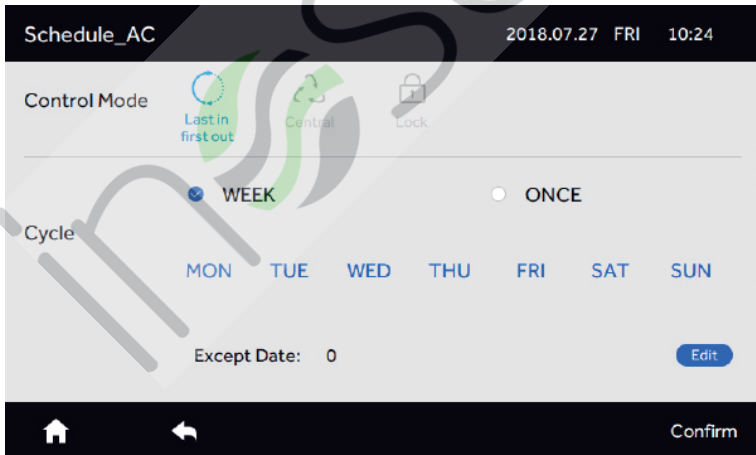 Schedule_AC 2018.07.27 FRI 10:24
Control Mode
Last in
first out
Central
Lock
WEEK ONCE
Cycle
MON TUE WED THU FRI SAT SUN
Except Date: 0 Edit
Confirm